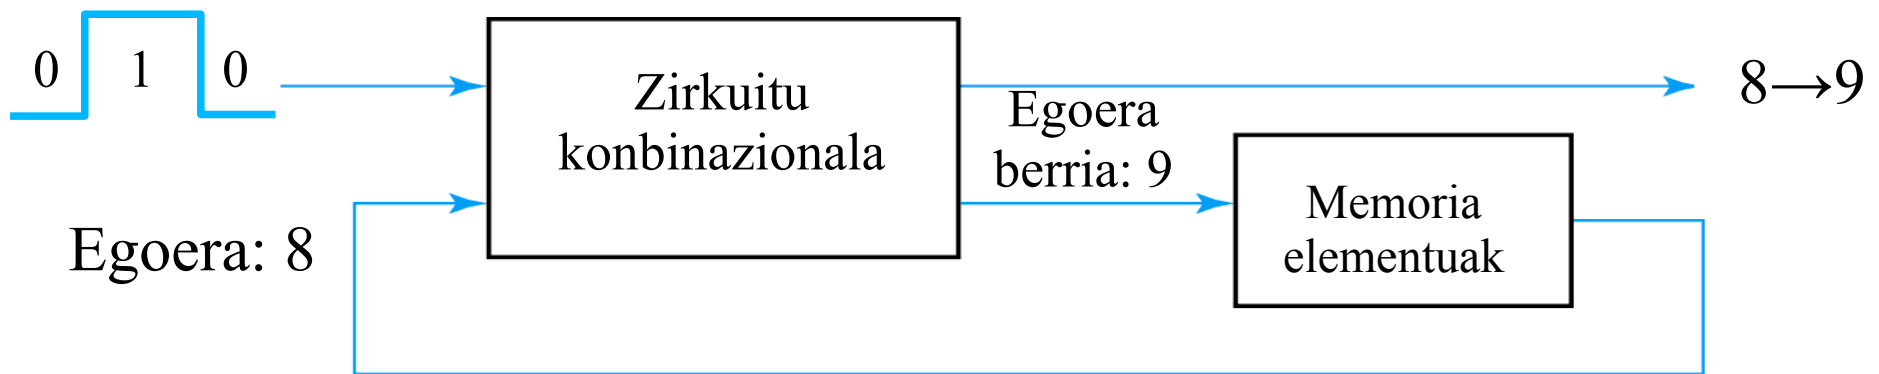 0 1 0
Zirkuitu
konbinazionala
8→9
Egoera
berria: 9
Egoera: 8
Memoria
elementuak